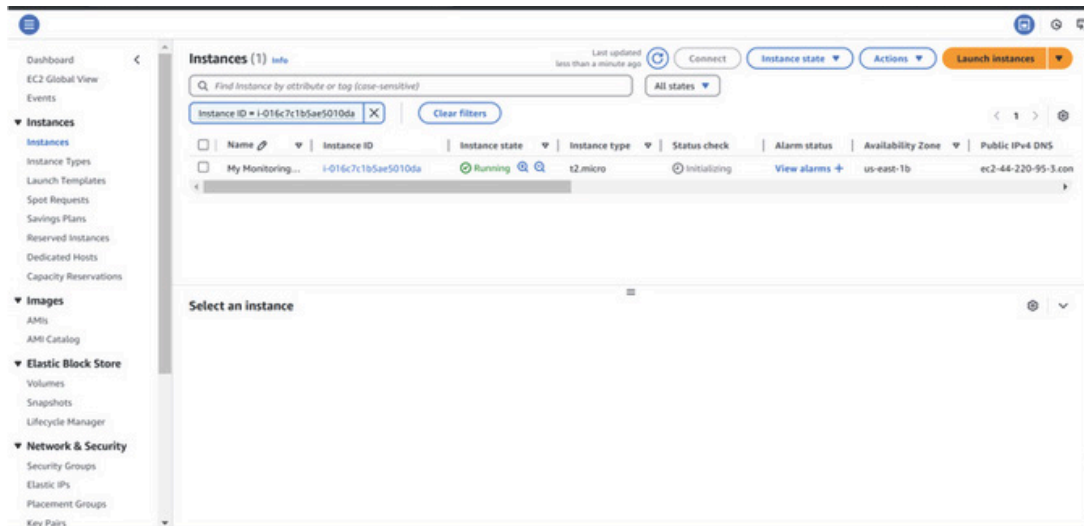 Dashboard
EC2 Global View
Events
Instances
Instances
Instance Types
Launch Templates
Spot Requests
Savings Plans
Reserved Instances
Dedicated Hosts
Capacity Reservations
Images
AMIs
AMI Catalog
Elastic Block Store
Volumes
Snapshots
Lifecycle Manager
Network & Security
Security Groups
Elastic IPs
Placement Groups
Key Pairs
Instances (1) Info
Last updated
less than a minute ago
Connect
Instance state
Actions
Launch instances
Find Instance by attribute or tag (case-sensitive)
All states
Instance ID = i-016c7c1b5ae5010da
Clear filters
1
Name Instance ID Instance state Instance type Status check Alarm status Availability Zone Public IPv4 DNS
My Monitoring... i-016c7c1b5ae5010da Running t2.micro Initializing View alarms + us-east-1b ec2-44-220-95-3.con
Select an instance